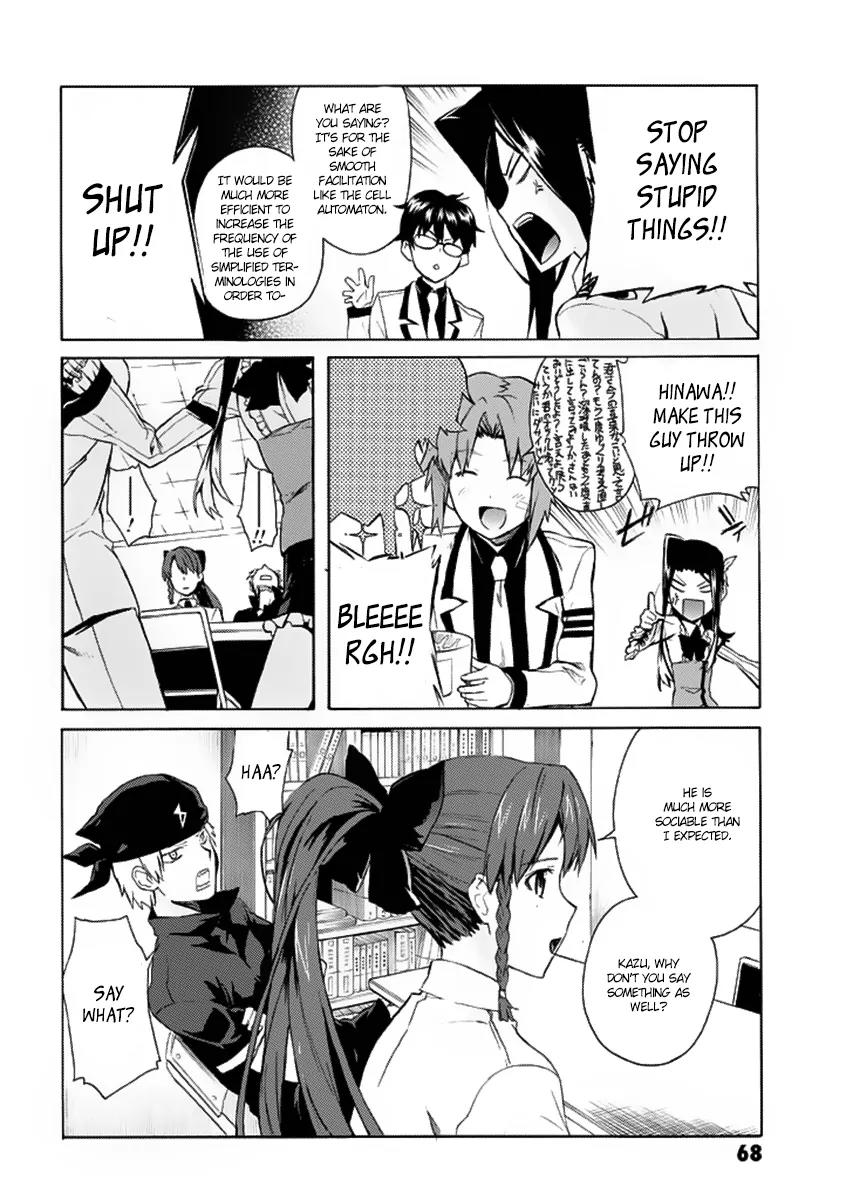 STOP
SAYING
STUPID
THINGS!!
WHAT ARE
YOU SAYING?
IT'S FOR THE
SAKE OF
SMOOTH
FACILITATION
LIKE THE CELL
AUTOMATON.
IT WOULD BE
MUCH MORE
EFFICIENT TO
INCREASE THE
FREQUENCY OF
THE USE OF
SIMPLIFIED TER-
MINOLOGIES IN
ORDER TO-
SHUT
UP!!
HINAWA!!
MAKE THIS
GUY THROW
UP!!
BLEEEE
RGH!!
!!
!!
HE IS
MUCH MORE
SOCIABLE THAN
I EXPECTED.
KAZU, WHY
DON'T YOU SAY
SOMETHING AS
WELL?
HAA?
SAY
WHAT?
68